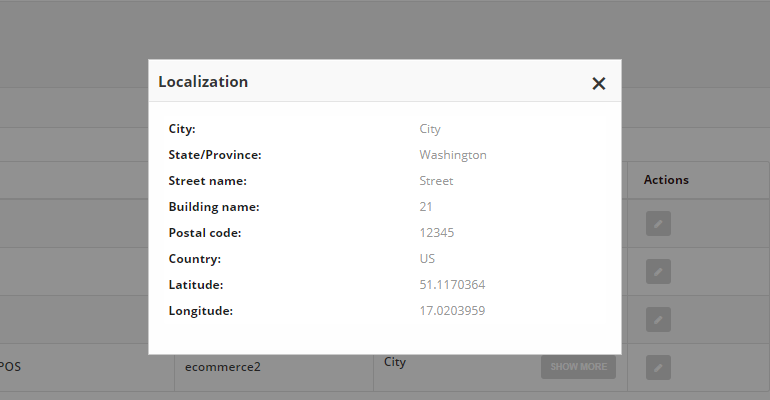 Localization
City: City
State/Province: Washington
Street name: Street
Building name: 21
Postal code: 12345
Country: US
Latitude: 51.1170364
Longitude: 17.0203959
Actions
POS ecommerce2 City SHOW MORE